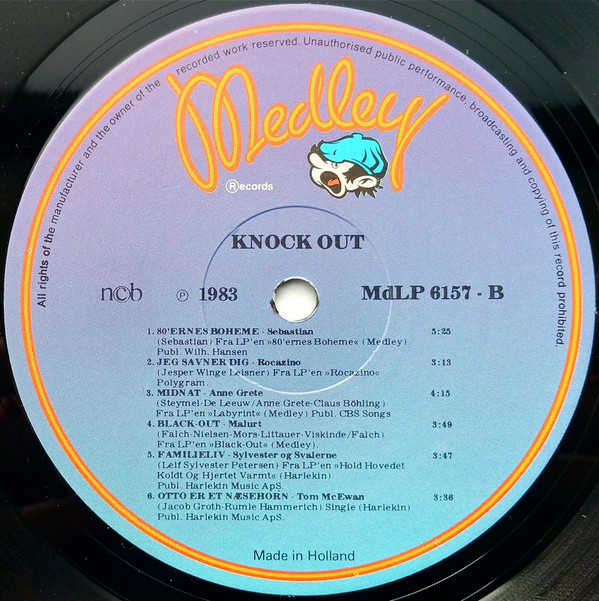 All rights of the manufacturer and the owner of the recorded work reserved. Unauthorised public performance, broadcasting and copying of this record prohibited.
Medley
® Records
KNOCK OUT
ncb ℗ 1983 MdLP 6157 - B
1. 80'ERNES BOHEME - Sebastian 5:25
(Sebastian) Fra LP'en »80'ernes Boheme« (Medley)
Publ. Wilh. Hansen
2. JEG SAVNER DIG - Rocazino 3:13
(Jesper Winge Leisner) Fra LP'en »Rocazino«
Polygram.
3. MIDNAT - Anne Grete 4:15
(Steymel-De Leeuw/Anne Grete-Claus Böhling)
Fra LP'en »Labyrint« (Medley) Publ. CBS Songs
4. BLACK-OUT - Malurt 3:49
(Falch-Nielsen-Mors-Littauer-Viskinde/Falch)
Fra LP'en »Black-Out« (Medley).
5. FAMILIELIV - Sylvester og Svalerne 3:47
(Leif Sylvester Petersen) Fra LP'en »Hold Hovedet
Koldt Og Hjertet Varmt« (Harlekin)
Publ. Harlekin Music ApS.
6. OTTO ER ET NÆSEHORN - Tom McEwan 3:36
(Jacob Groth-Rumle Hammerich) Single (Harlekin)
Publ. Harlekin Music ApS.
Made in Holland